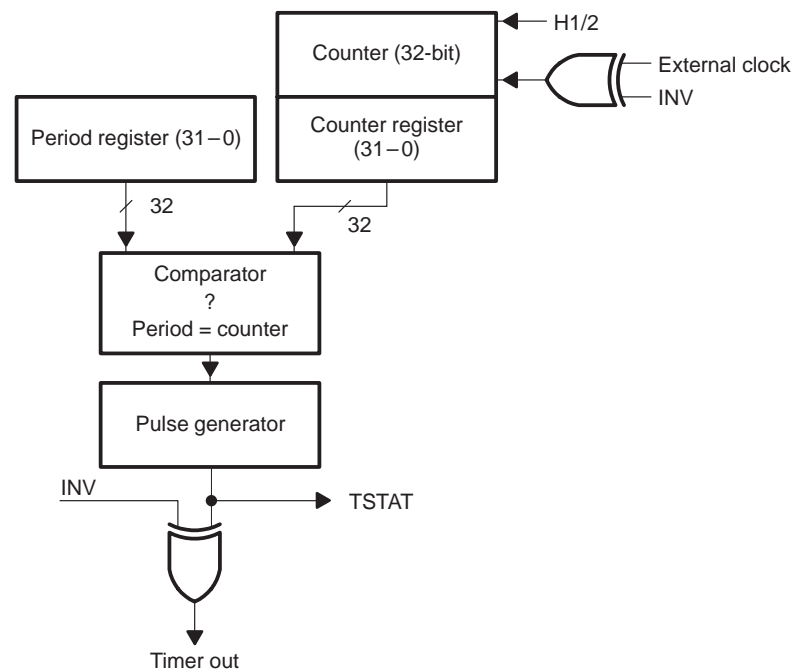 H1/2
Counter (32-bit)
External clock
INV
Period register (31–0)
Counter register
(31–0)
32
32
Comparator
?
Period = counter
Pulse generator
INV
TSTAT
Timer out